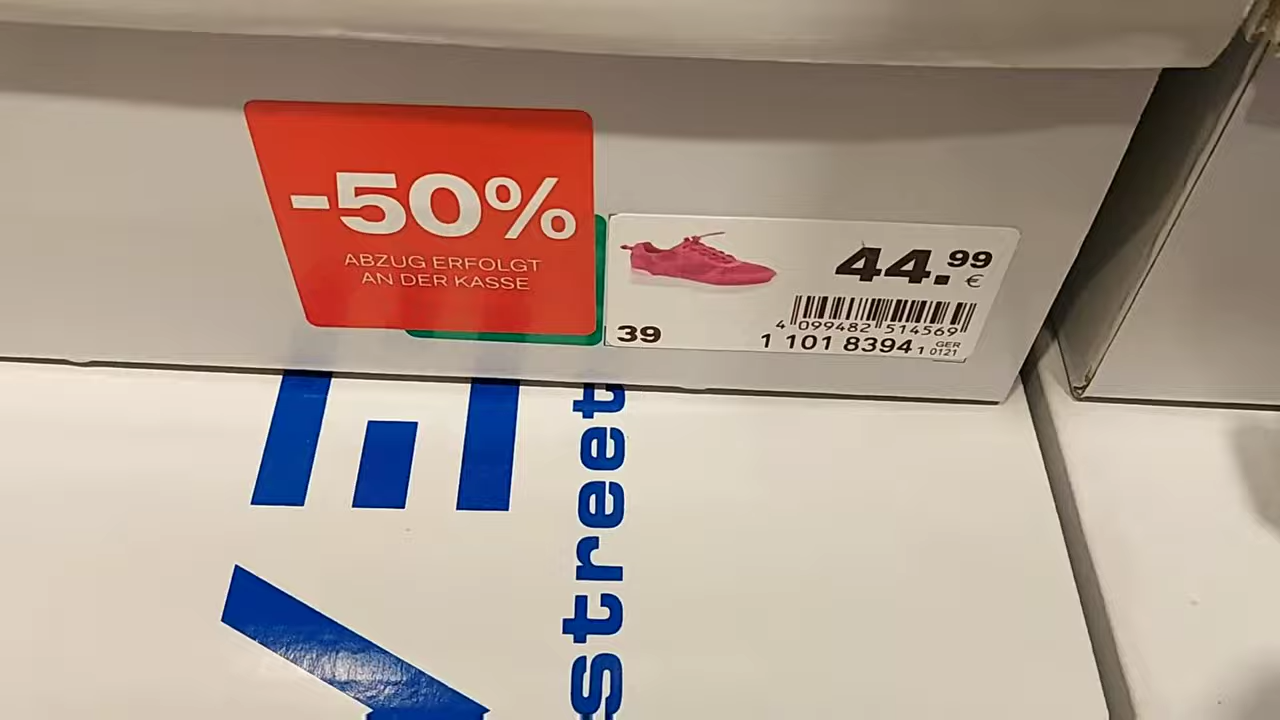 -50%
ABZUG ERFOLGT
AN DER KASSE
44.99
€
4 099482 514569
39
1 101 8394 1
GER
0121
street